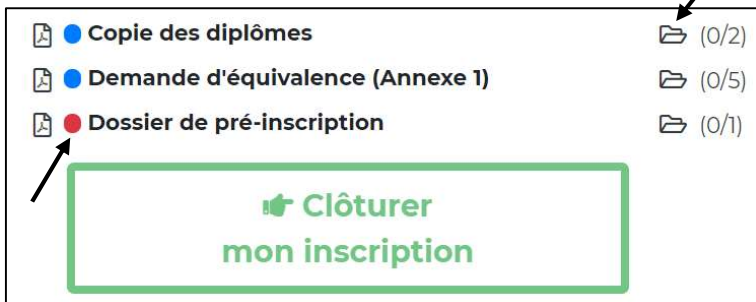 Copie des diplômes (0/2)
Demande d'équivalence (Annexe 1) (0/5)
Dossier de pré-inscription (0/1)
Clôturer
mon inscription